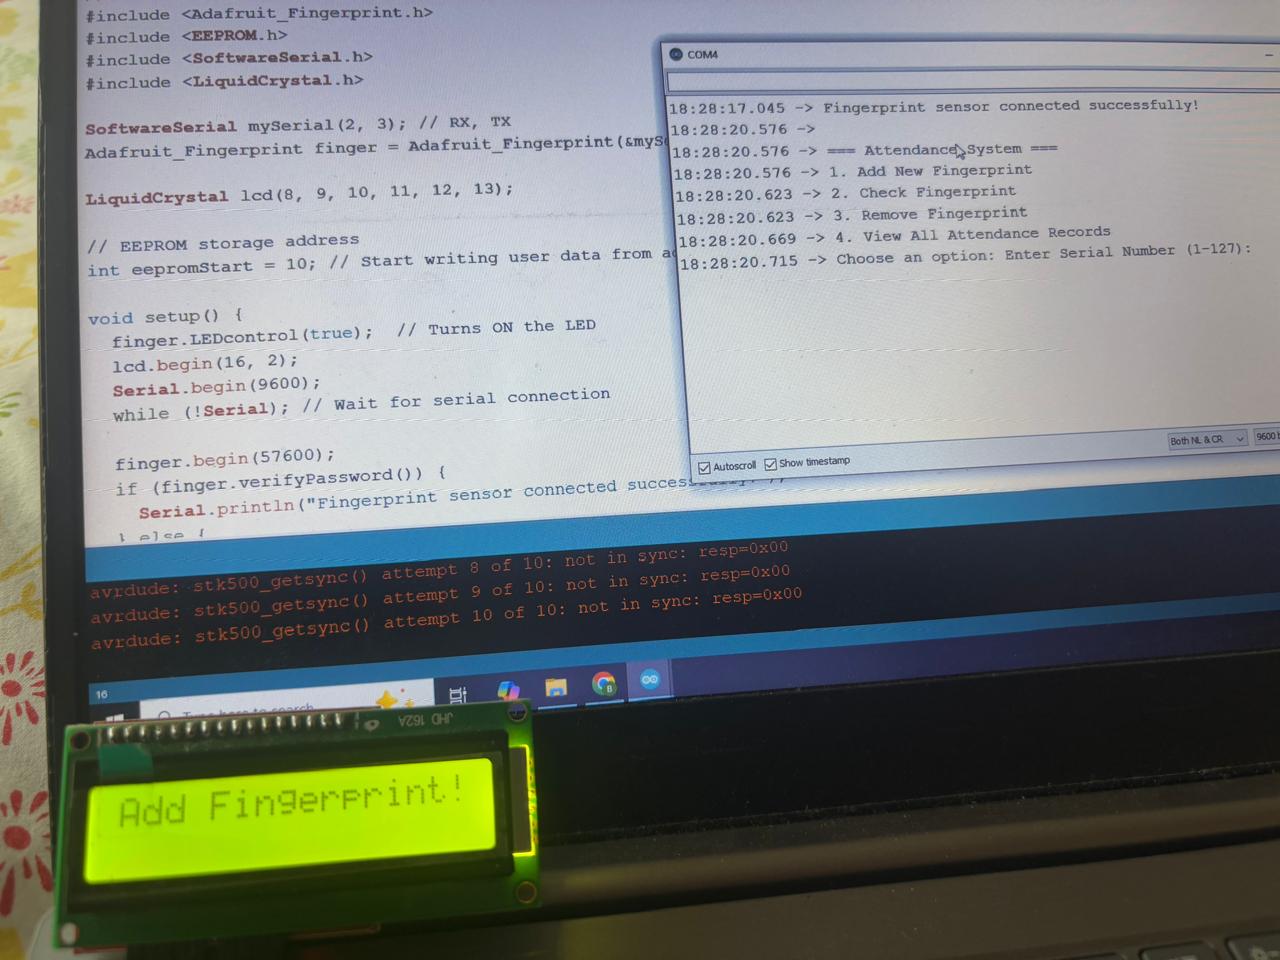 #include <Adafruit_Fingerprint.h>
#include <EEPROM.h>
#include <SoftwareSerial.h>
#include <LiquidCrystal.h>
SoftwareSerial mySerial(2, 3); // RX, TX
Adafruit_Fingerprint finger = Adafruit_Fingerprint(&myS
LiquidCrystal lcd(8, 9, 10, 11, 12, 13);
// EEPROM storage address
int eepromStart = 10; // Start writing user data from a
void setup() {
finger.LEDcontrol(true); // Turns ON the LED
lcd.begin(16, 2);
Serial.begin(9600);
while (!Serial); // Wait for serial connection
finger.begin(57600);
if (finger.verifyPassword()) {
Serial.println("Fingerprint sensor connected succes
} else {
COM4
18:28:17.045 -> Fingerprint sensor connected successfully!
18:28:20.576 ->
18:28:20.576 -> === Attendance System ===
18:28:20.576 -> 1. Add New Fingerprint
18:28:20.623 -> 2. Check Fingerprint
18:28:20.623 -> 3. Remove Fingerprint
18:28:20.669 -> 4. View All Attendance Records
18:28:20.715 -> Choose an option: Enter Serial Number (1-127):
Autoscroll Show timestamp
Both NL & CR
9600 b
avrdude: stk500_getsync() attempt 8 of 10: not in sync: resp=0x00
avrdude: stk500_getsync() attempt 9 of 10: not in sync: resp=0x00
avrdude: stk500_getsync() attempt 10 of 10: not in sync: resp=0x00
16
Type here to search
JHD 162A
Add Fingerprint!